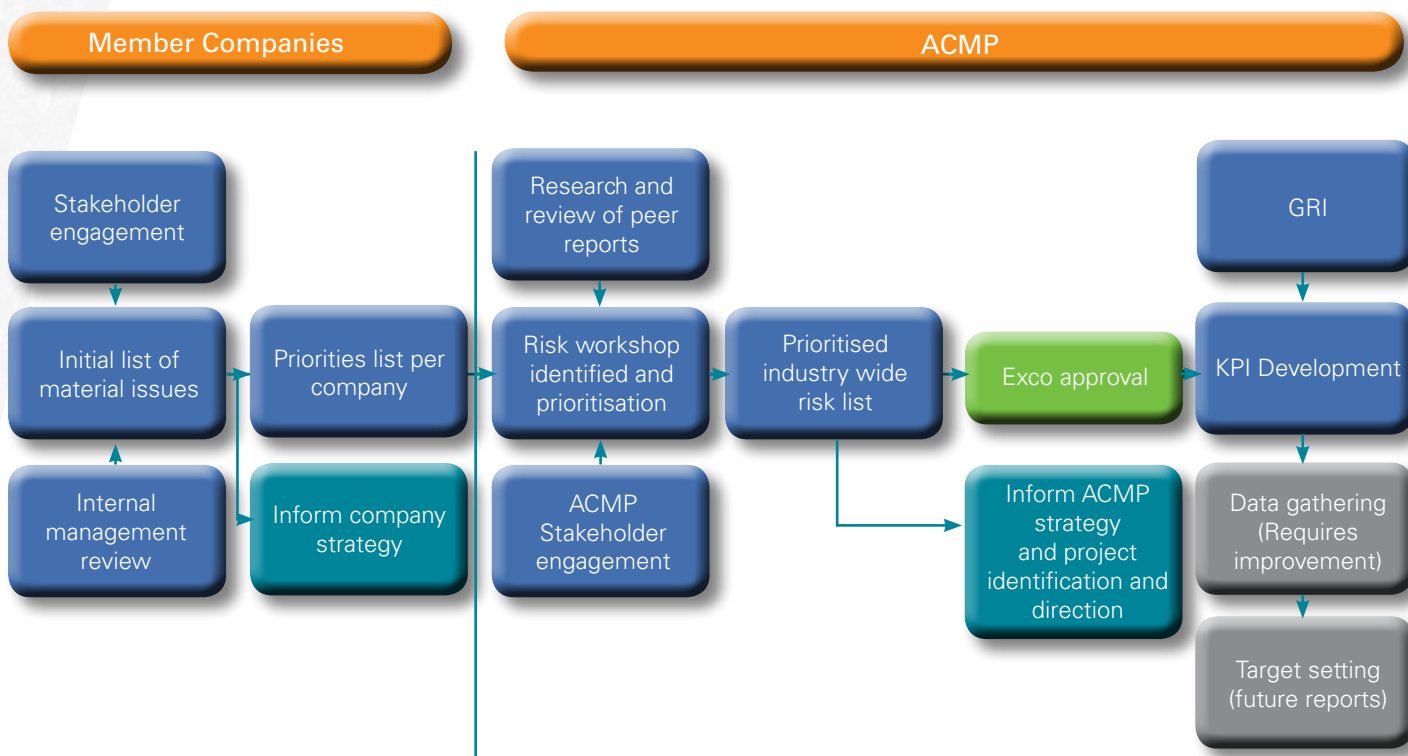 Member Companies
ACMP
Stakeholder
engagement
Initial list of
material issues
Internal
management
review
Priorities list per
company
Inform company
strategy
Research and
review of peer
reports
Risk workshop
identified and
prioritisation
ACMP
Stakeholder
engagement
Prioritised
industry wide
risk list
Exco approval
Inform ACMP
strategy
and project
identification and
direction
GRI
KPI Development
Data gathering
(Requires
improvement)
Target setting
(future reports)